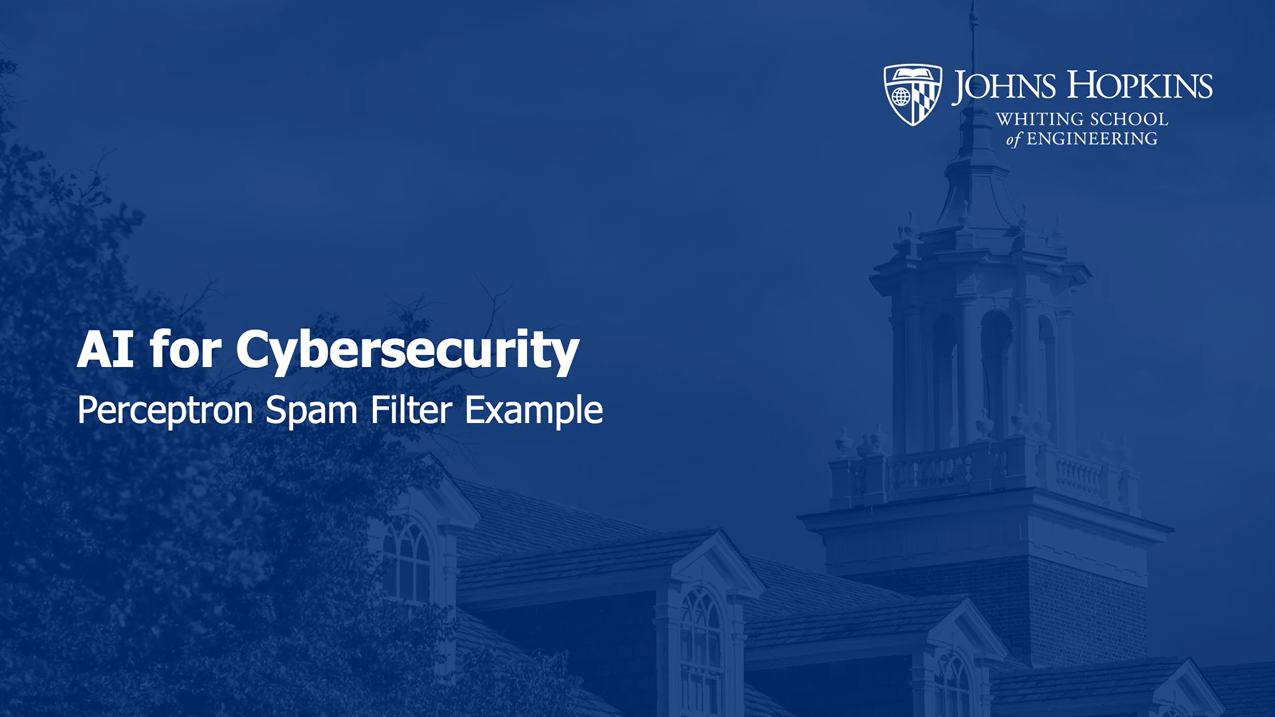 JOHNS HOPKINS
WHITING SCHOOL
of ENGINEERING
AI for Cybersecurity
Perceptron Spam Filter Example